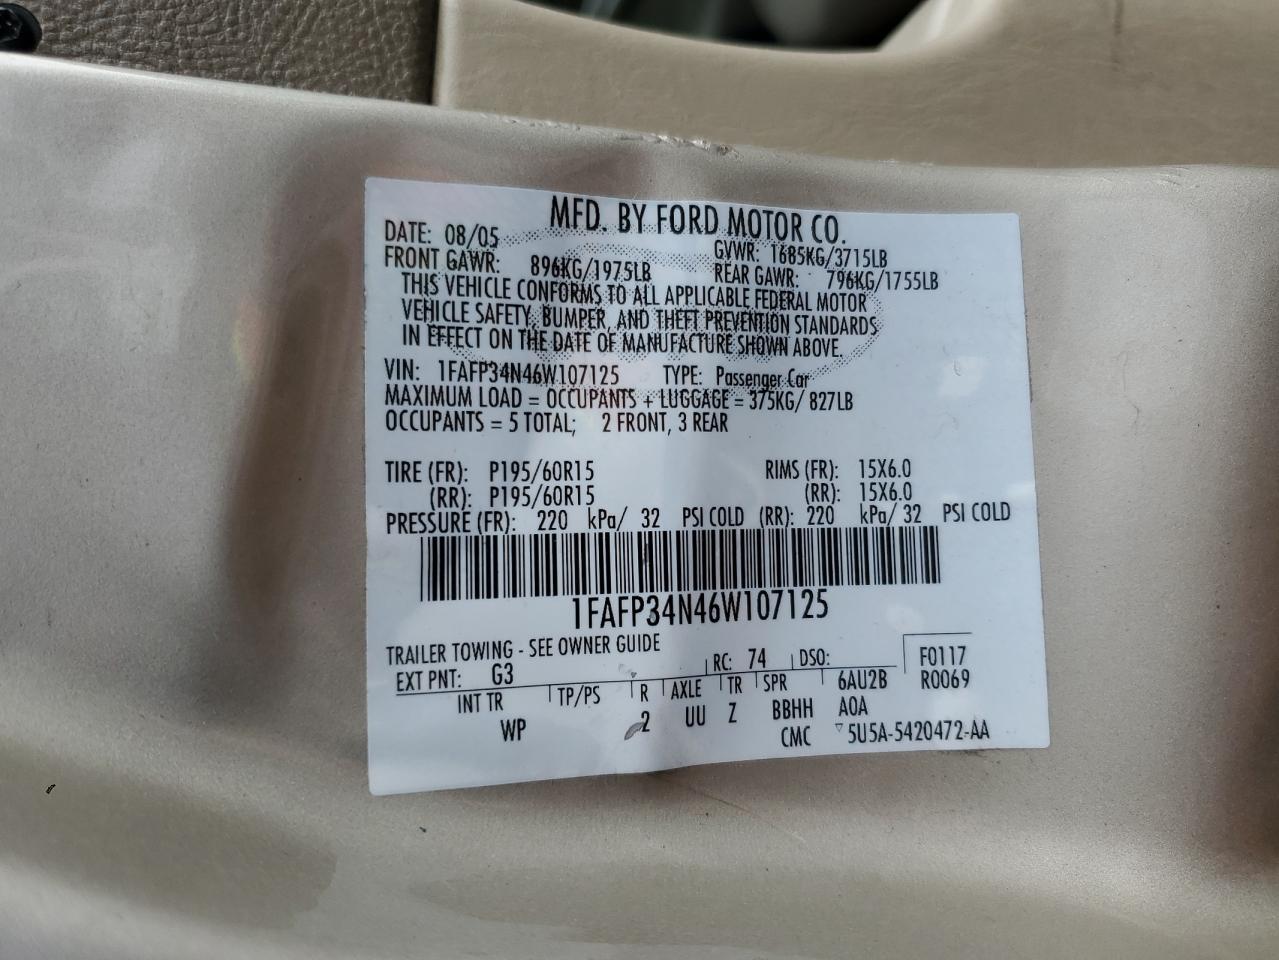 MFD. BY FORD MOTOR CO.
DATE: 08/05 GVWR: 1685KG/3715LB
FRONT GAWR: 896KG/1975LB REAR GAWR: 796KG/1755LB
THIS VEHICLE CONFORMS TO ALL APPLICABLE FEDERAL MOTOR
VEHICLE SAFETY, BUMPER, AND THEFT PREVENTION STANDARDS
IN EFFECT ON THE DATE OF MANUFACTURE SHOWN ABOVE.
VIN: 1FAFP34N46W107125 TYPE: Passenger Car
MAXIMUM LOAD = OCCUPANTS + LUGGAGE = 375KG/ 827LB
OCCUPANTS = 5 TOTAL; 2 FRONT, 3 REAR
TIRE (FR): P195/60R15 RIMS (FR): 15X6.0
(RR): P195/60R15 (RR): 15X6.0
PRESSURE (FR): 220 kPa/ 32 PSI COLD (RR): 220 kPa/ 32 PSI COLD
1FAFP34N46W107125
TRAILER TOWING - SEE OWNER GUIDE
EXT PNT: G3 RC: 74 DSO: F0117
INT TR TP/PS R AXLE TR SPR 6AU2B R0069
WP 2 UU Z BBHH AOA
CMC ▽5U5A-5420472-AA